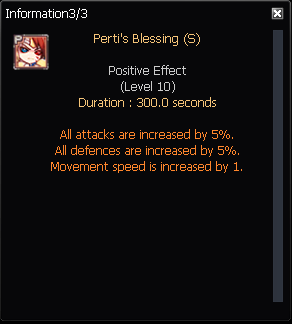 Information3/3
Perti's Blessing (S)
Positive Effect
(Level 10)
Duration : 300.0 seconds
All attacks are increased by 5%.
All defences are increased by 5%.
Movement speed is increased by 1.